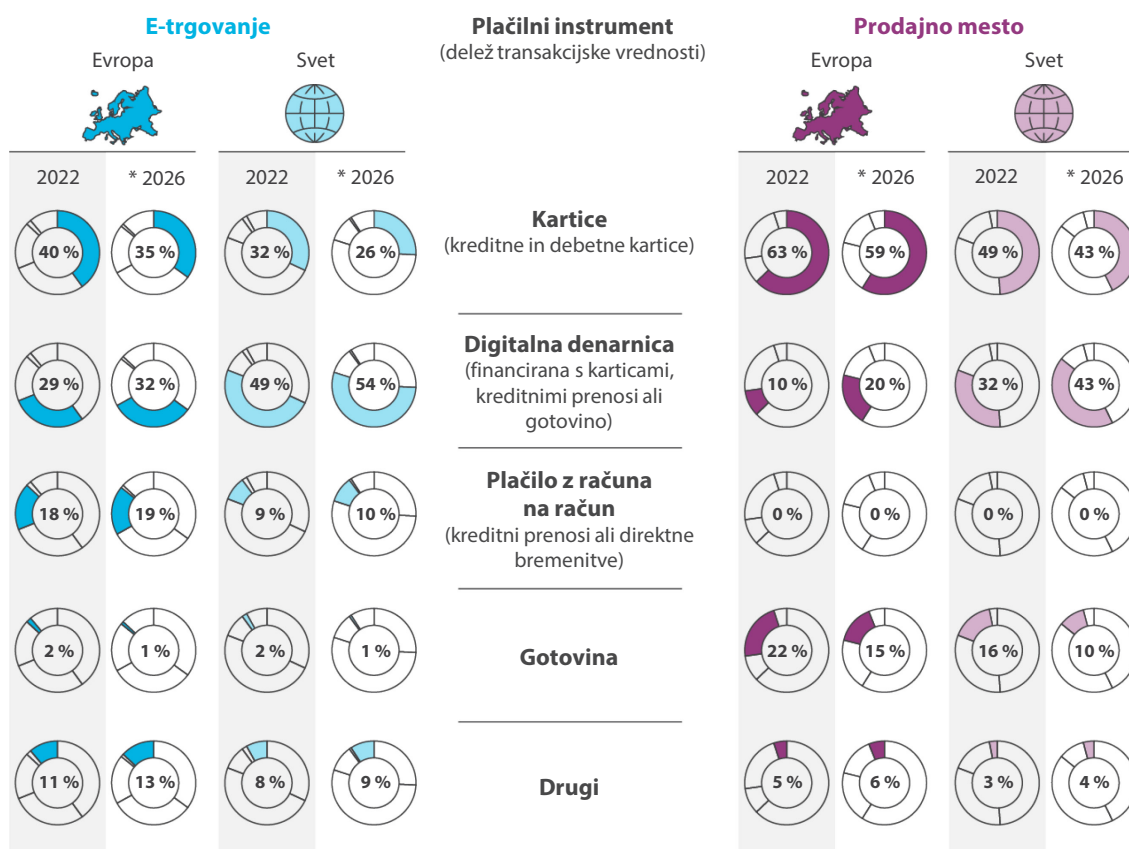 E-trgovanje
Plačilni instrument
(delež transakcijske vrednosti)
Prodajno mesto
Evropa
Svet
Evropa
Svet
2022
* 2026
2022
* 2026
2022
* 2026
2022
* 2026
40 %
35 %
32 %
26 %
Kartice
(kreditne in debetne kartice)
63 %
59 %
49 %
43 %
29 %
32 %
49 %
54 %
Digitalna denarnica
(financirana s karticami,
kreditnimi prenosi ali
gotovino)
10 %
20 %
32 %
43 %
18 %
19 %
9 %
10 %
Plačilo z računa
na račun
(kreditni prenosi ali direktne
bremenitve)
0 %
0 %
0 %
0 %
2 %
1 %
2 %
1 %
Gotovina
22 %
15 %
16 %
10 %
11 %
13 %
8 %
9 %
Drugi
5 %
6 %
3 %
4 %